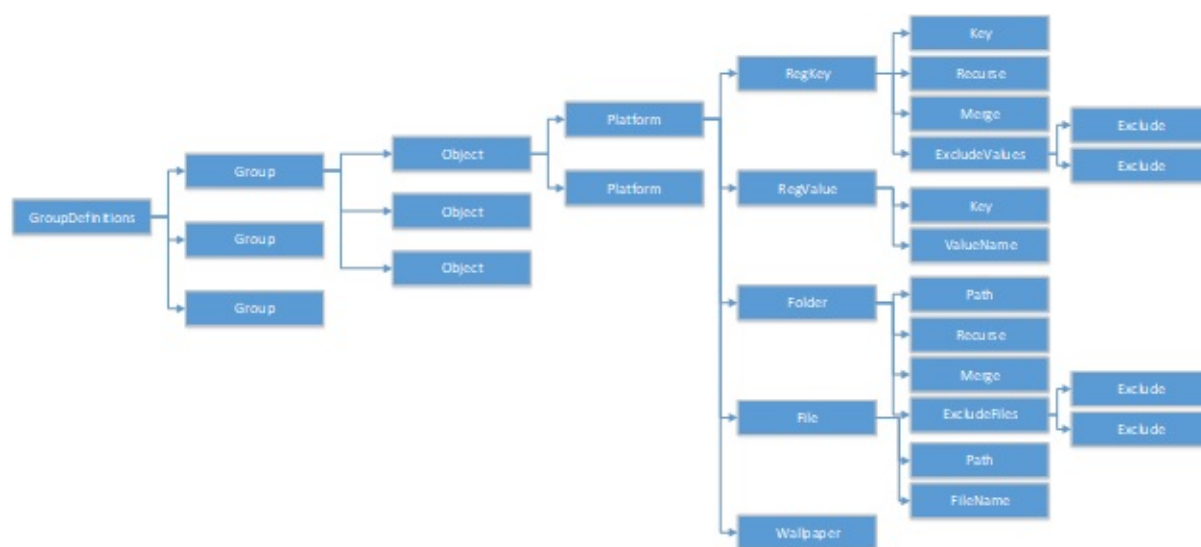 GroupDefinitions
Group
Group
Group
Object
Object
Object
Platform
Platform
RegKey
RegValue
Folder
File
Wallpaper
Key
Recurse
Merge
ExcludeValues
Key
ValueName
Path
Recurse
Merge
ExcludeFiles
Path
FileName
Exclude
Exclude
Exclude
Exclude